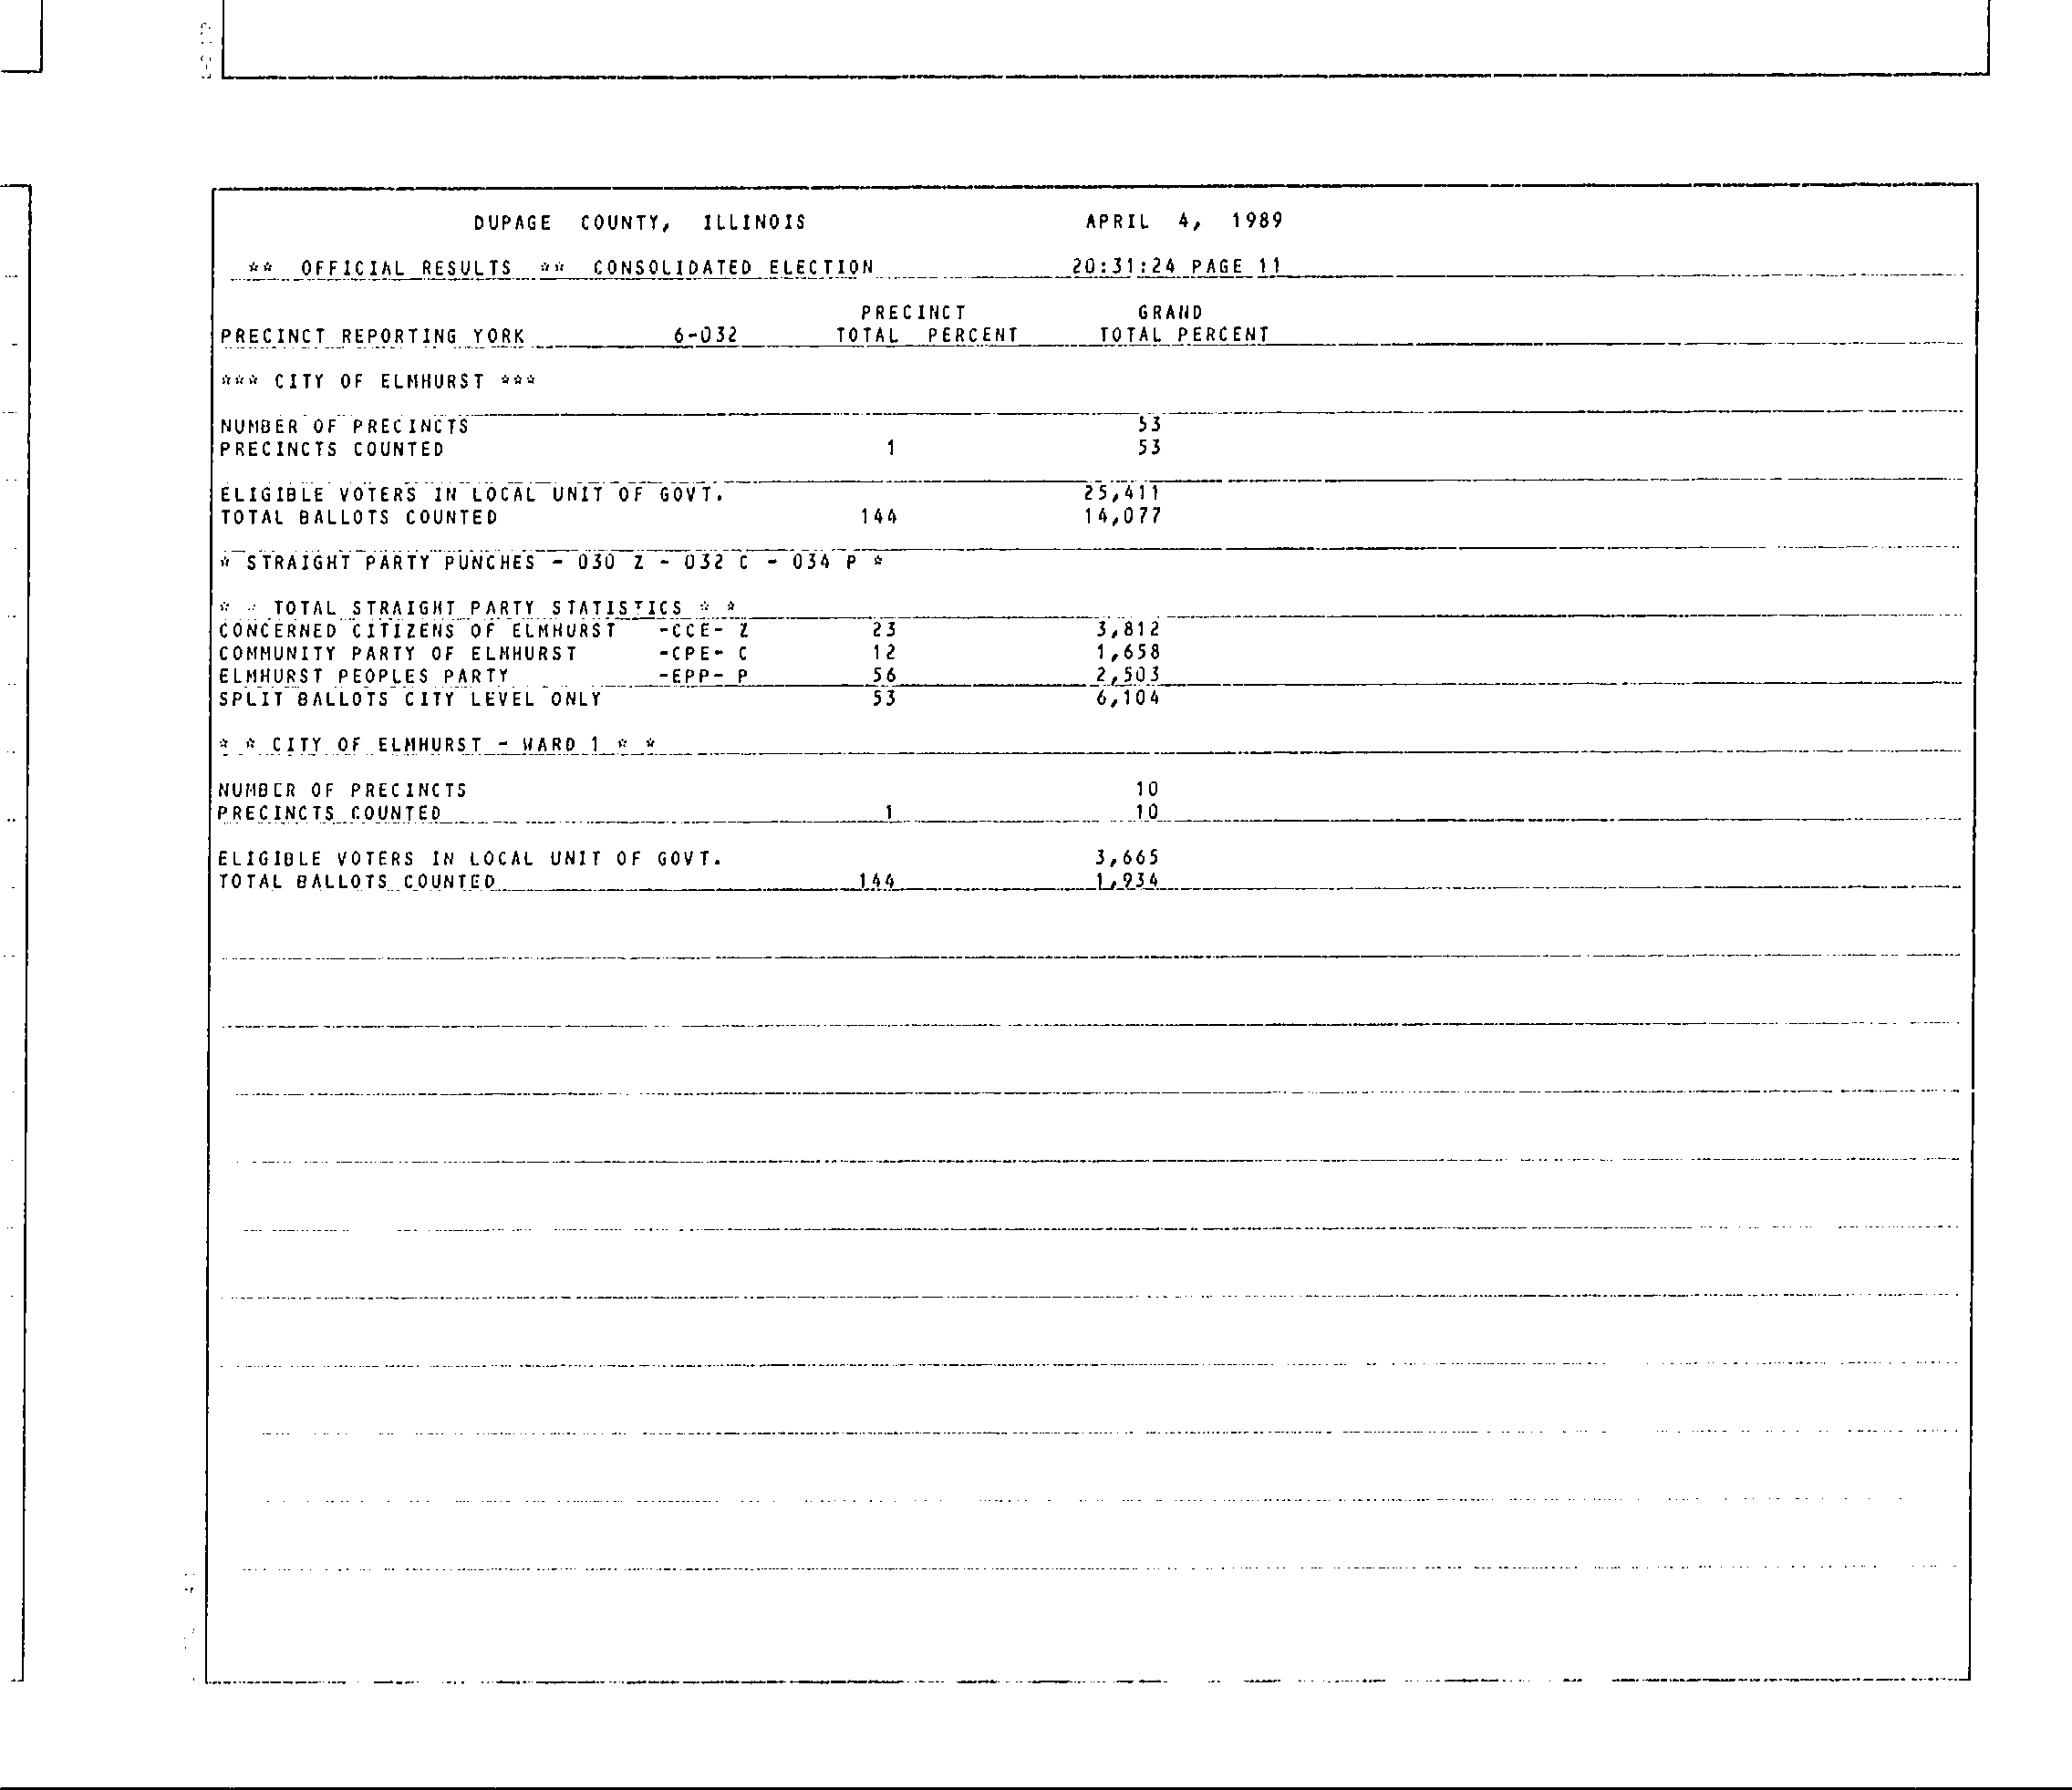 DUPAGE COUNTY, ILLINOIS APRIL 4, 1989
** OFFICIAL RESULTS ** CONSOLIDATED ELECTION 20:31:24 PAGE 11
PRECINCT GRAND
PRECINCT REPORTING YORK 6-032 TOTAL PERCENT TOTAL PERCENT
*** CITY OF ELMHURST ***
NUMBER OF PRECINCTS 53
PRECINCTS COUNTED 1 53
ELIGIBLE VOTERS IN LOCAL UNIT OF GOVT. 25,411
TOTAL BALLOTS COUNTED 144 14,077
* STRAIGHT PARTY PUNCHES - 030 Z - 032 C - 034 P *
* * TOTAL STRAIGHT PARTY STATISTICS * *
CONCERNED CITIZENS OF ELMHURST -CCE- Z 23 3,812
COMMUNITY PARTY OF ELMHURST -CPE- C 12 1,658
ELMHURST PEOPLES PARTY -EPP- P 56 2,503
SPLIT BALLOTS CITY LEVEL ONLY 53 6,104
* * CITY OF ELMHURST - WARD 1 * *
NUMBER OF PRECINCTS 10
PRECINCTS COUNTED 1 10
ELIGIBLE VOTERS IN LOCAL UNIT OF GOVT. 3,665
TOTAL BALLOTS COUNTED 144 1,934